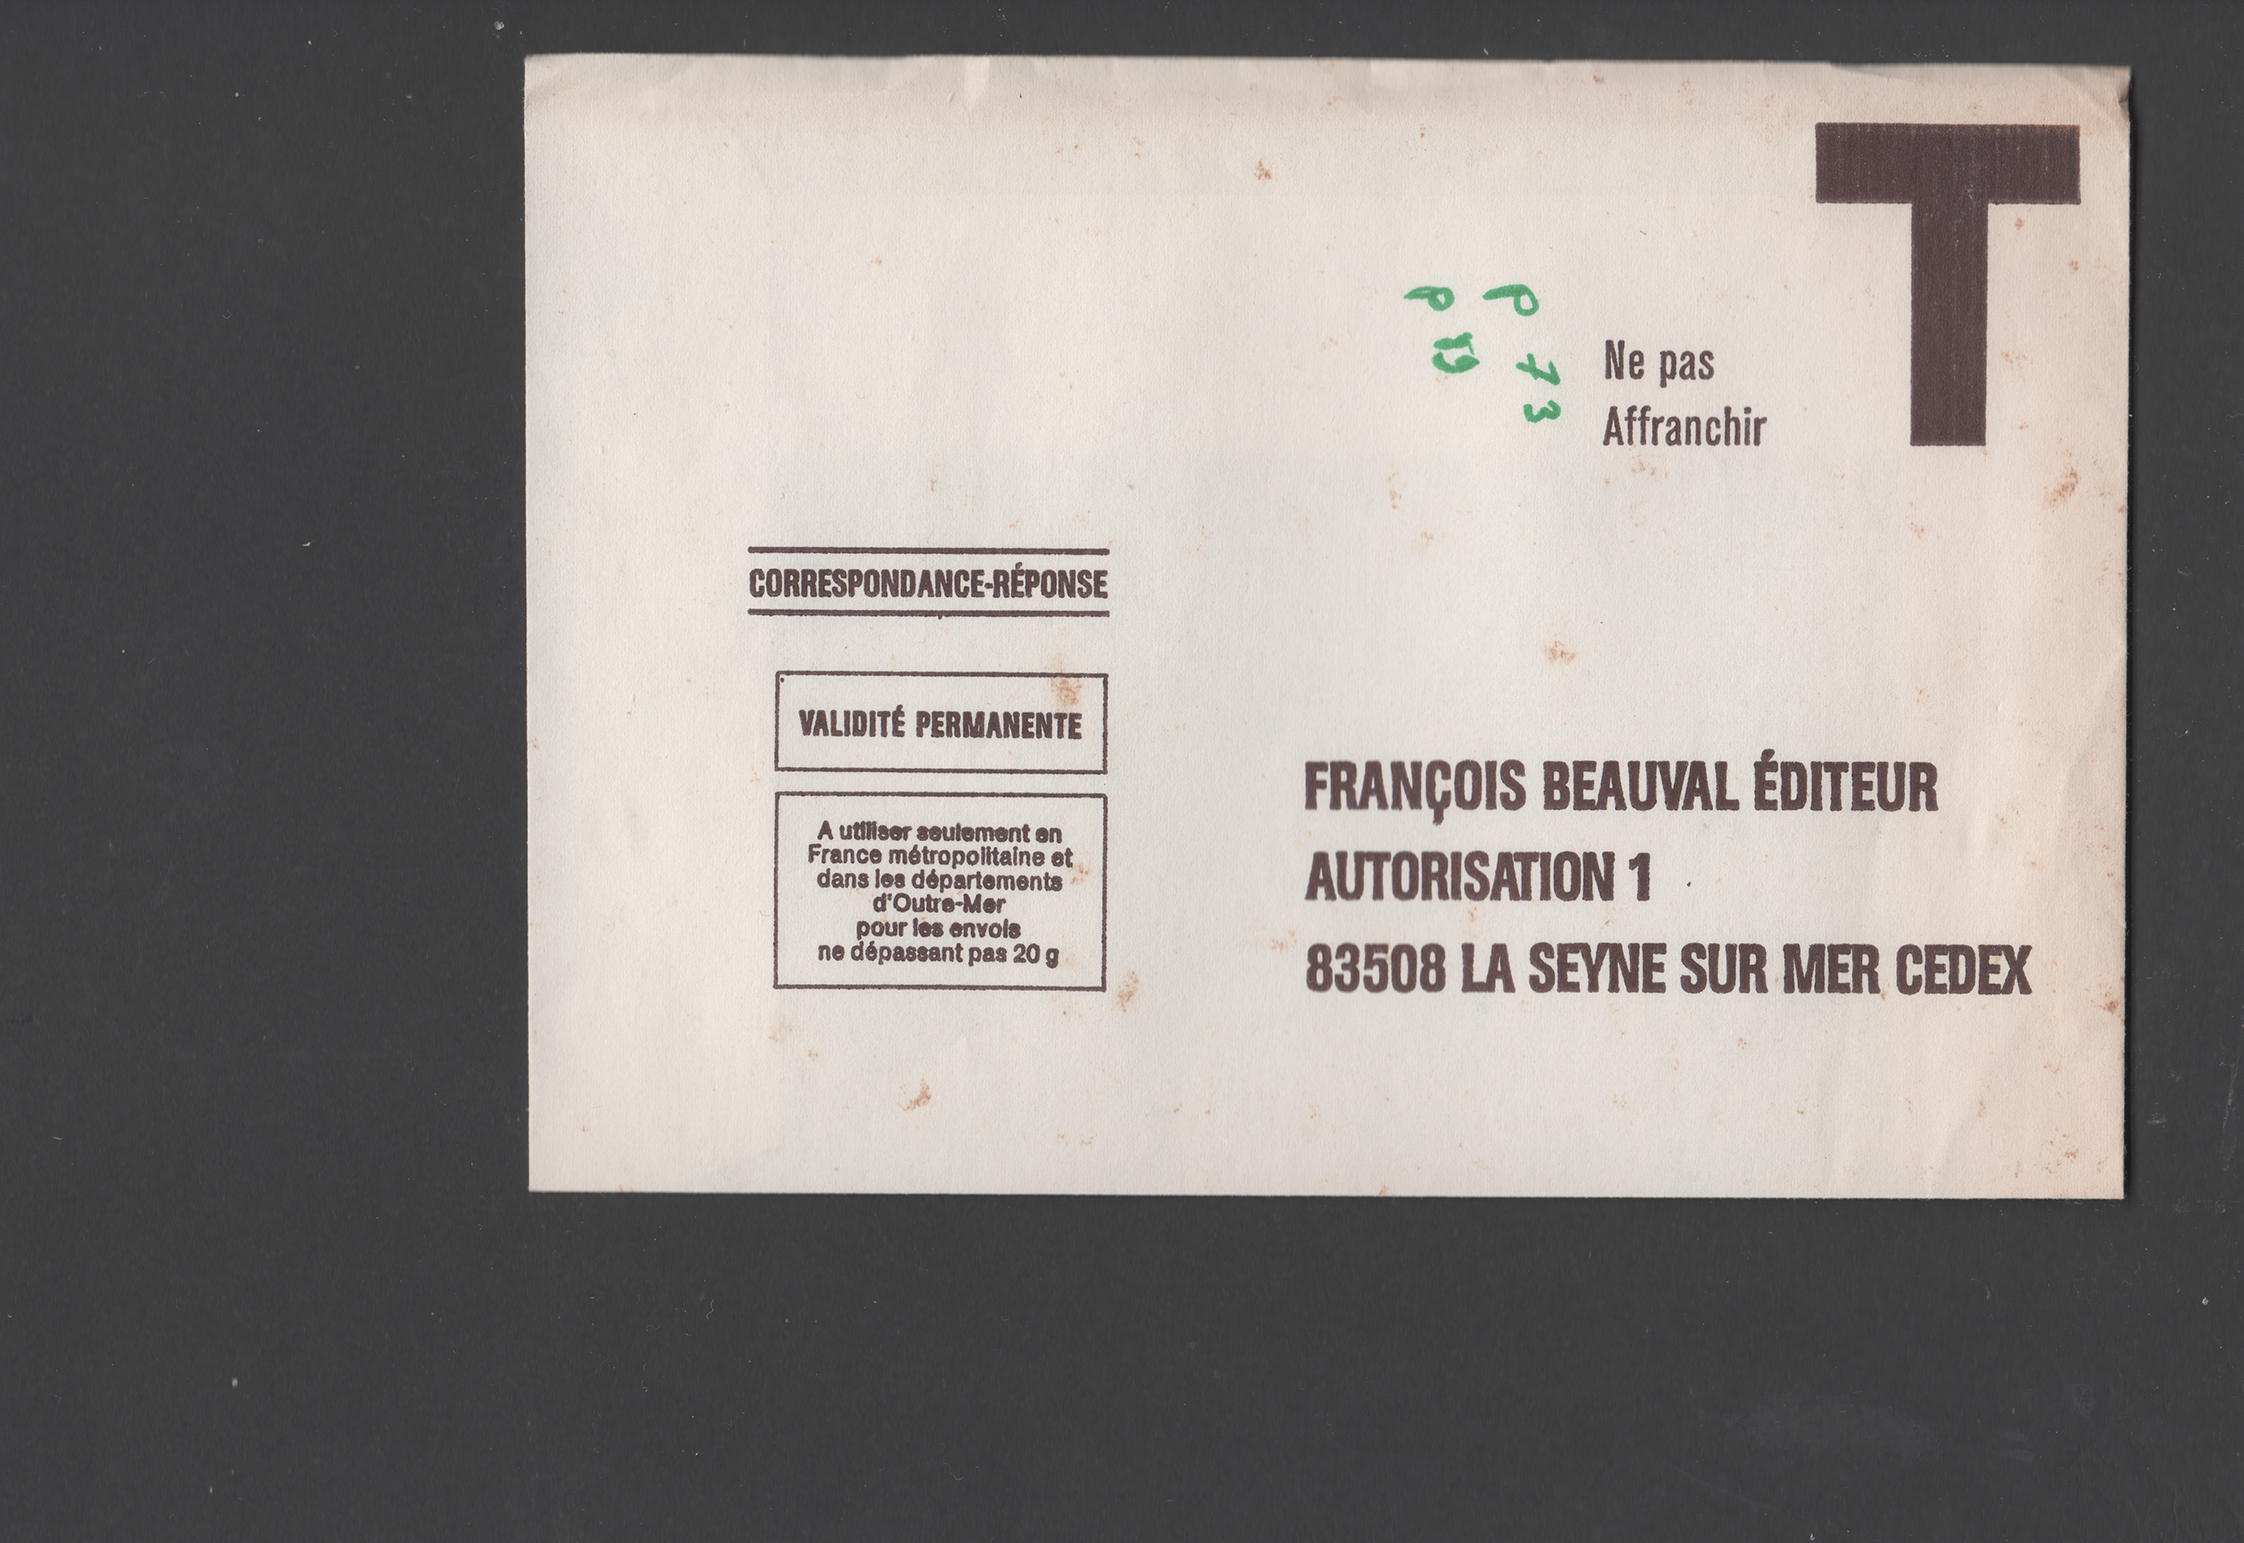 T
P 73
Ne pas
Affranchir
CORRESPONDANCE-RÉPONSE
VALIDITÉ PERMANENTE
A utiliser seulement en
France métropolitaine et
dans les départements
d'Outre-Mer
pour les envois
ne dépassant pas 20 g
FRANÇOIS BEAUVAL ÉDITEUR
AUTORISATION 1
83508 LA SEYNE SUR MER CEDEX